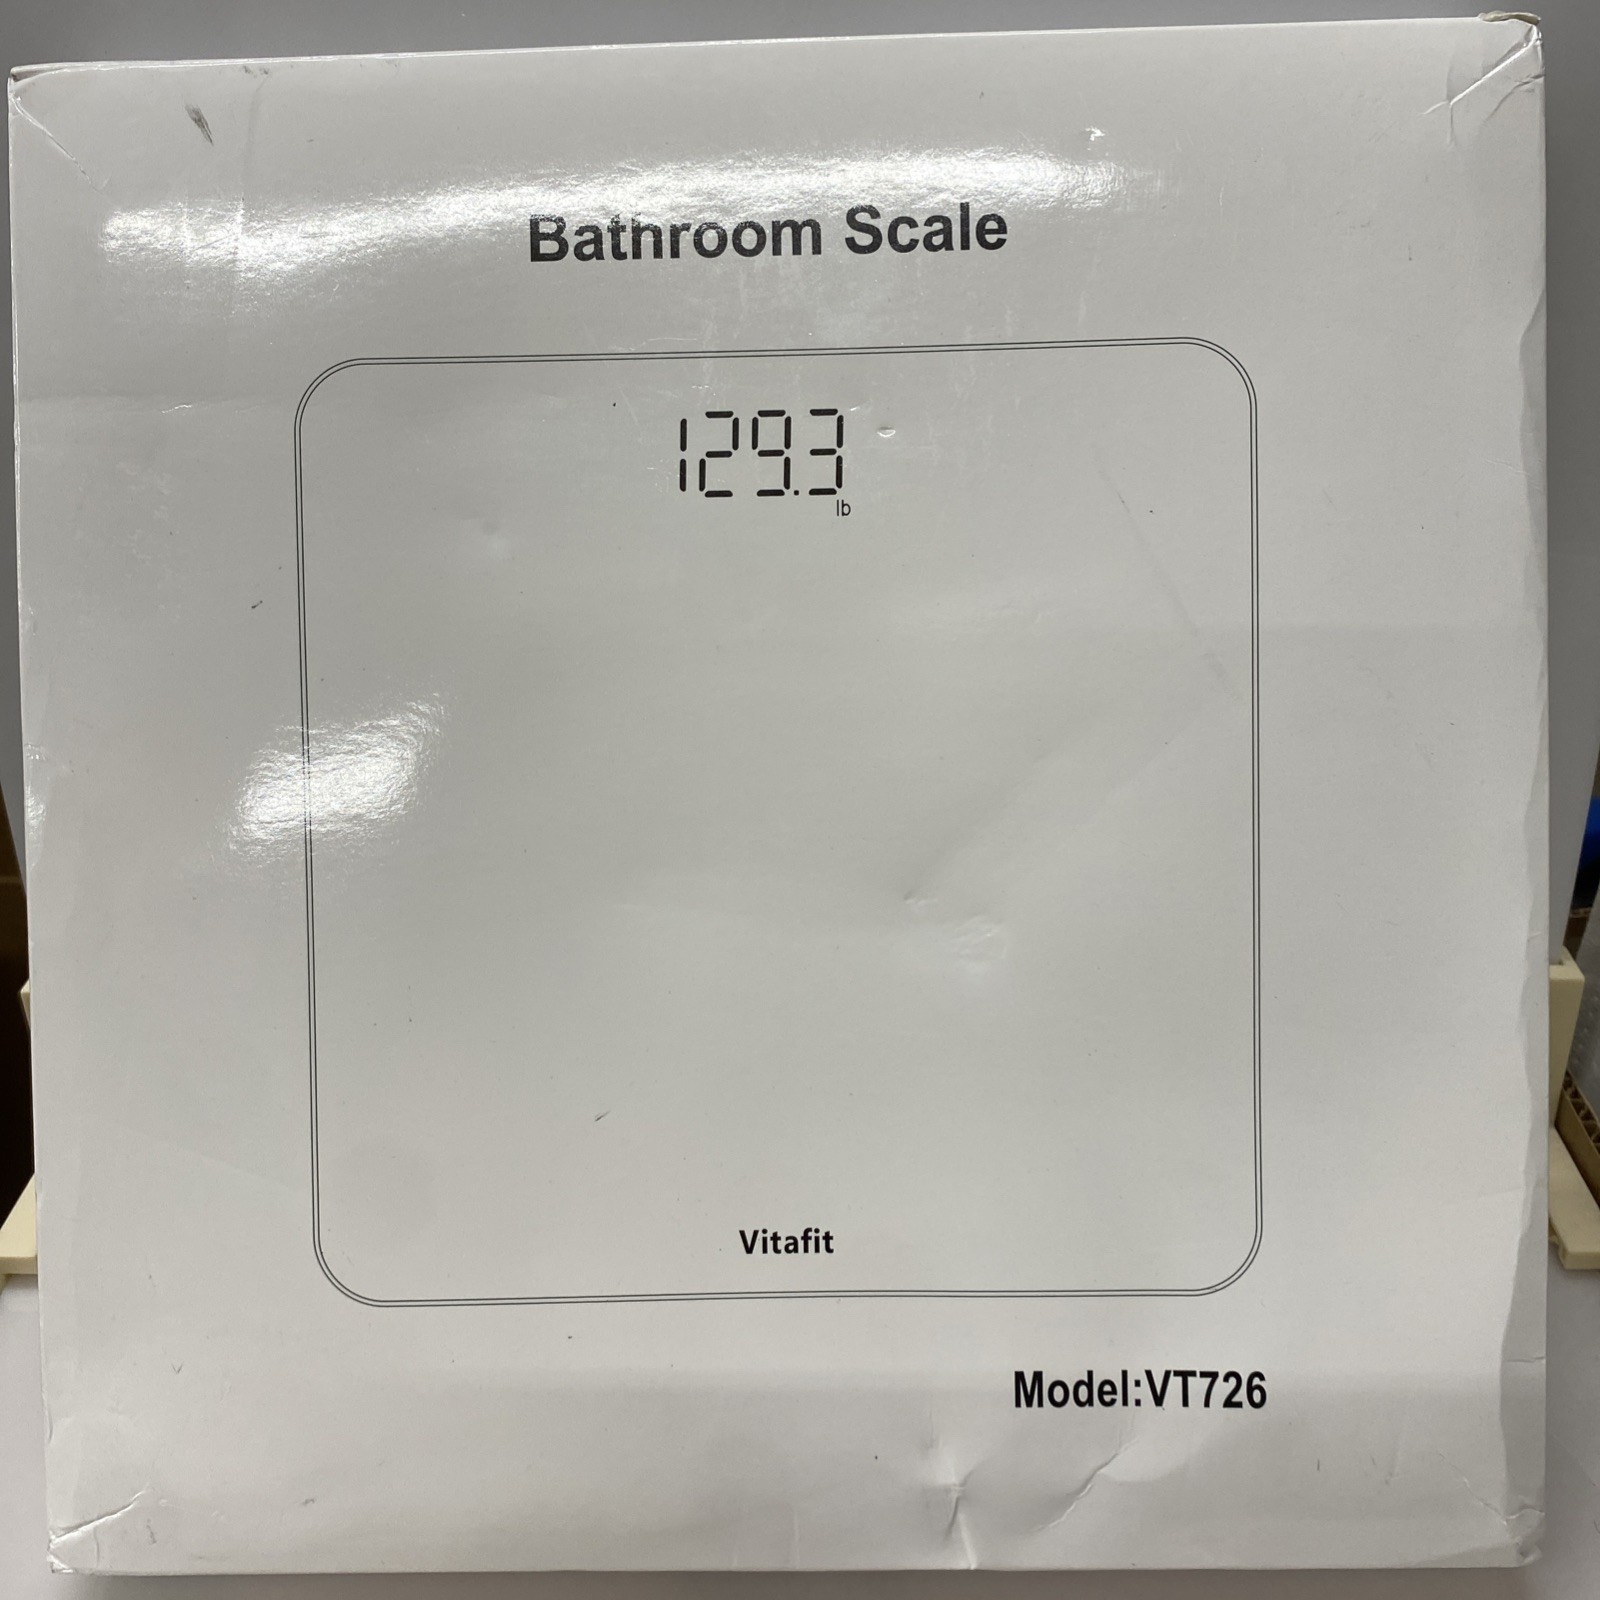 Bathroom Scale
129.3
lb
Vitafit
Model:VT726